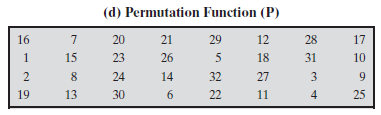 (d) Permutation Function (P)
16 7 20 21 29 12 28 17
1 15 23 26 5 18 31 10
2 8 24 14 32 27 3 9
19 13 30 6 22 11 4 25